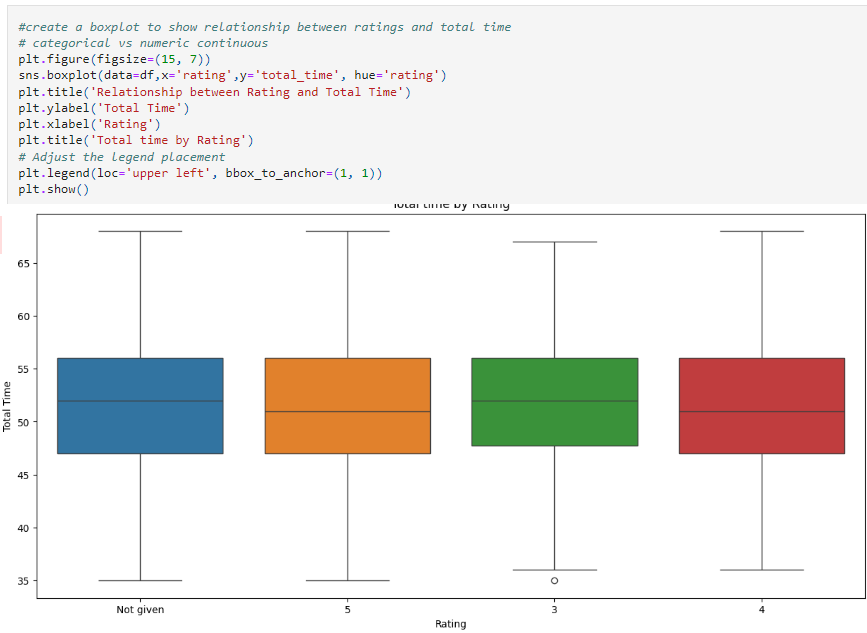 #create a boxplot to show relationship between ratings and total time
# categorical vs numeric continuous
plt.figure(figsize=(15, 7))
sns.boxplot(data=df,x='rating',y='total_time', hue='rating')
plt.title('Relationship between Rating and Total Time')
plt.ylabel('Total Time')
plt.xlabel('Rating')
plt.title('Total time by Rating')
# Adjust the legend placement
plt.legend(loc='upper left', bbox_to_anchor=(1, 1))
plt.show()
Total time by Rating
65
60
55
50
45
40
35
Total Time
Not given
5
3
4
Rating